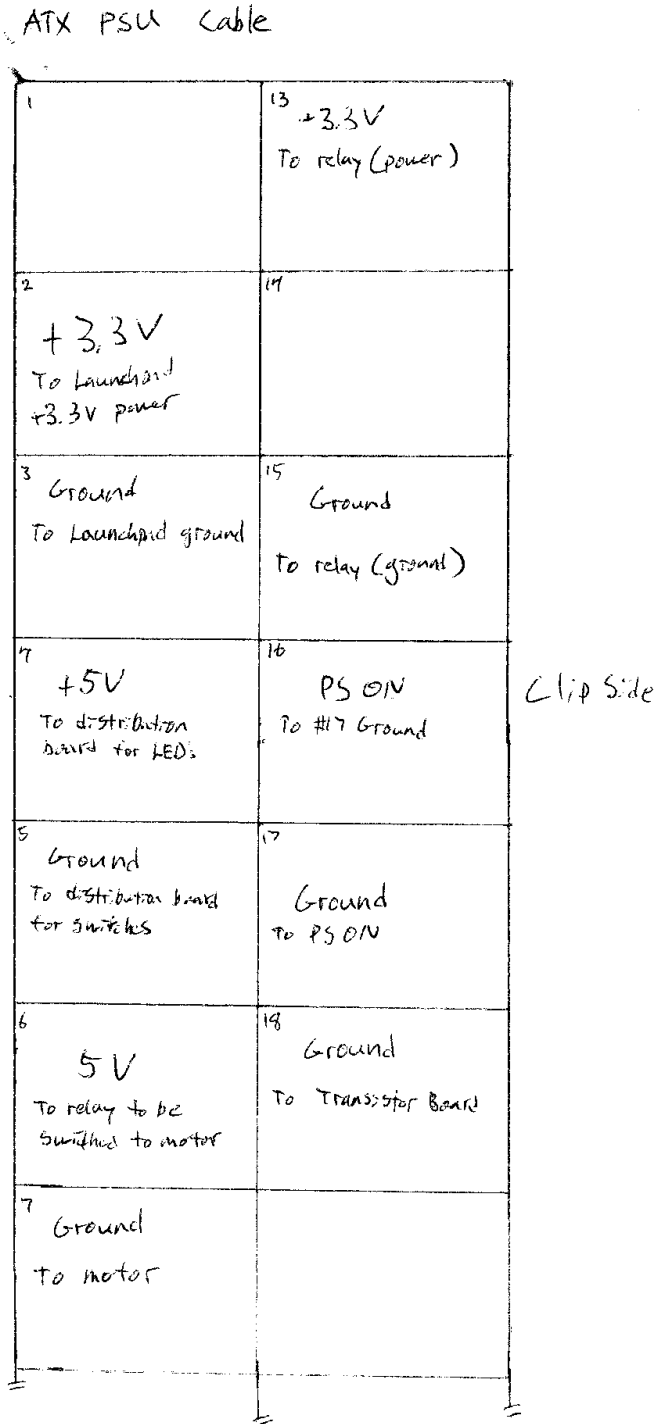 ATX PSU Cable
1
13
+3.3V
To relay (power)
2
+3.3V
To Launchpad
+3.3V power
14
3
Ground
To Launchpad ground
15
Ground
To relay (ground)
4
+5V
To distribution
board for LEDs
16
PS ON
To #17 Ground
Clip Side
5
Ground
To distribution board
for switches
17
Ground
To PS ON
6
5V
To relay to be
switched to motor
18
Ground
To Transistor Board
7
Ground
To motor